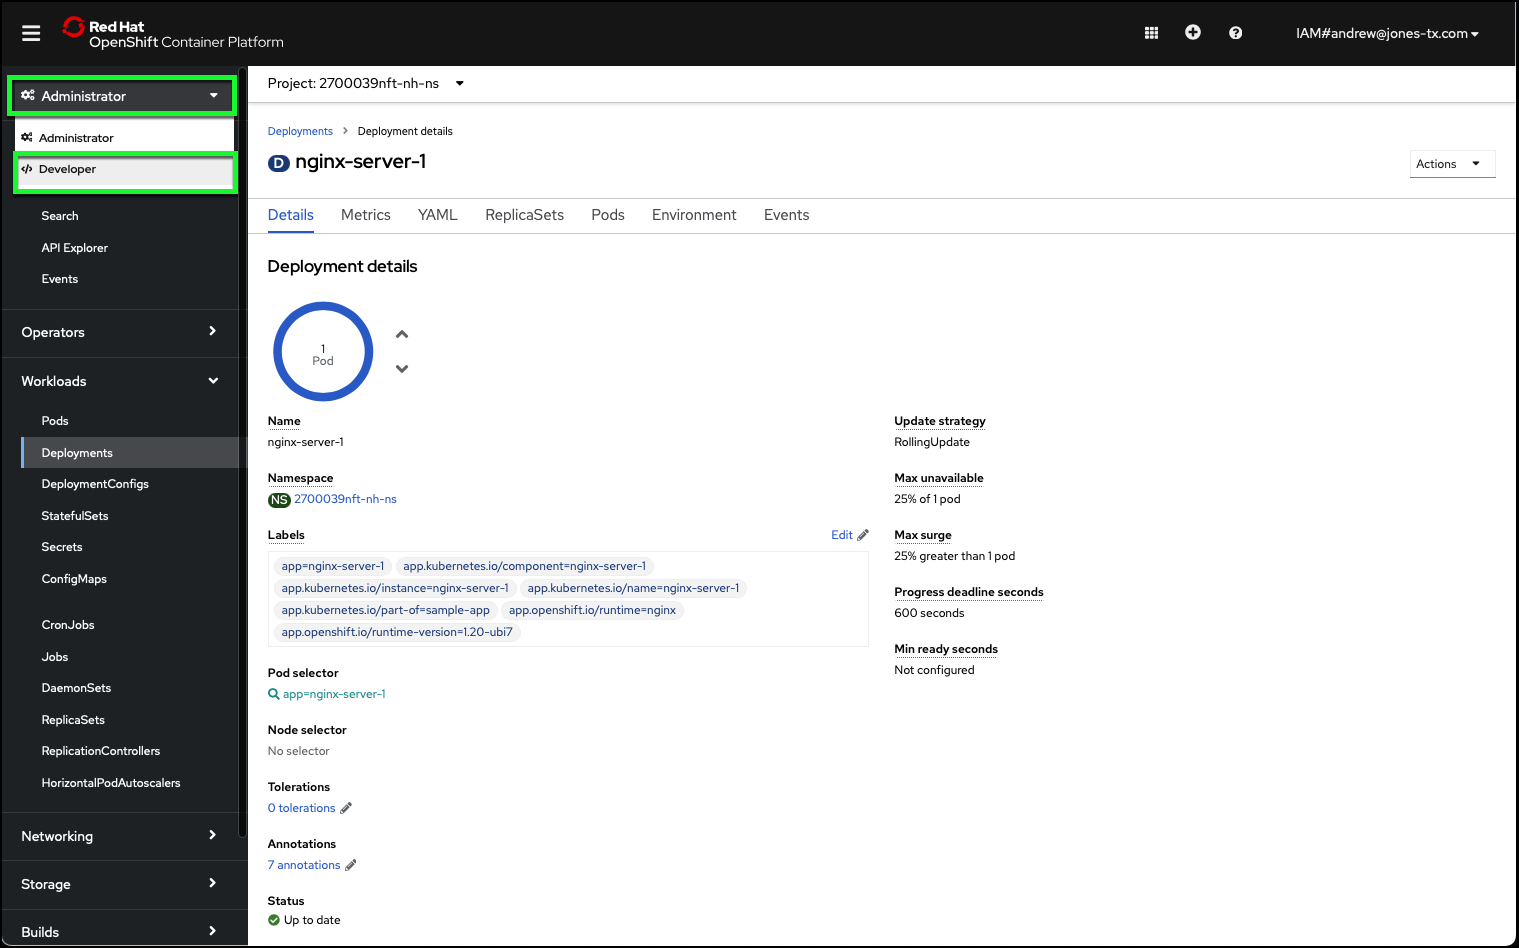 Red Hat
OpenShift Container Platform
IAM#andrew@jones-tx.com
Administrator
Administrator
Developer
Search
API Explorer
Events
Operators
Workloads
Pods
Deployments
DeploymentConfigs
StatefulSets
Secrets
ConfigMaps
CronJobs
Jobs
DaemonSets
ReplicaSets
ReplicationControllers
HorizontalPodAutoscalers
Networking
Storage
Builds
Project: 2700039nft-nh-ns
Deployments > Deployment details
D nginx-server-1
Actions
Details Metrics YAML ReplicaSets Pods Environment Events
Deployment details
1
Pod
Name
nginx-server-1
Namespace
NS 2700039nft-nh-ns
Labels Edit
app=nginx-server-1 app.kubernetes.io/component=nginx-server-1
app.kubernetes.io/instance=nginx-server-1 app.kubernetes.io/name=nginx-server-1
app.kubernetes.io/part-of=sample-app app.openshift.io/runtime=nginx
app.openshift.io/runtime-version=1.20-ubi7
Pod selector
app=nginx-server-1
Node selector
No selector
Tolerations
0 tolerations
Annotations
7 annotations
Status
Up to date
Update strategy
RollingUpdate
Max unavailable
25% of 1 pod
Max surge
25% greater than 1 pod
Progress deadline seconds
600 seconds
Min ready seconds
Not configured